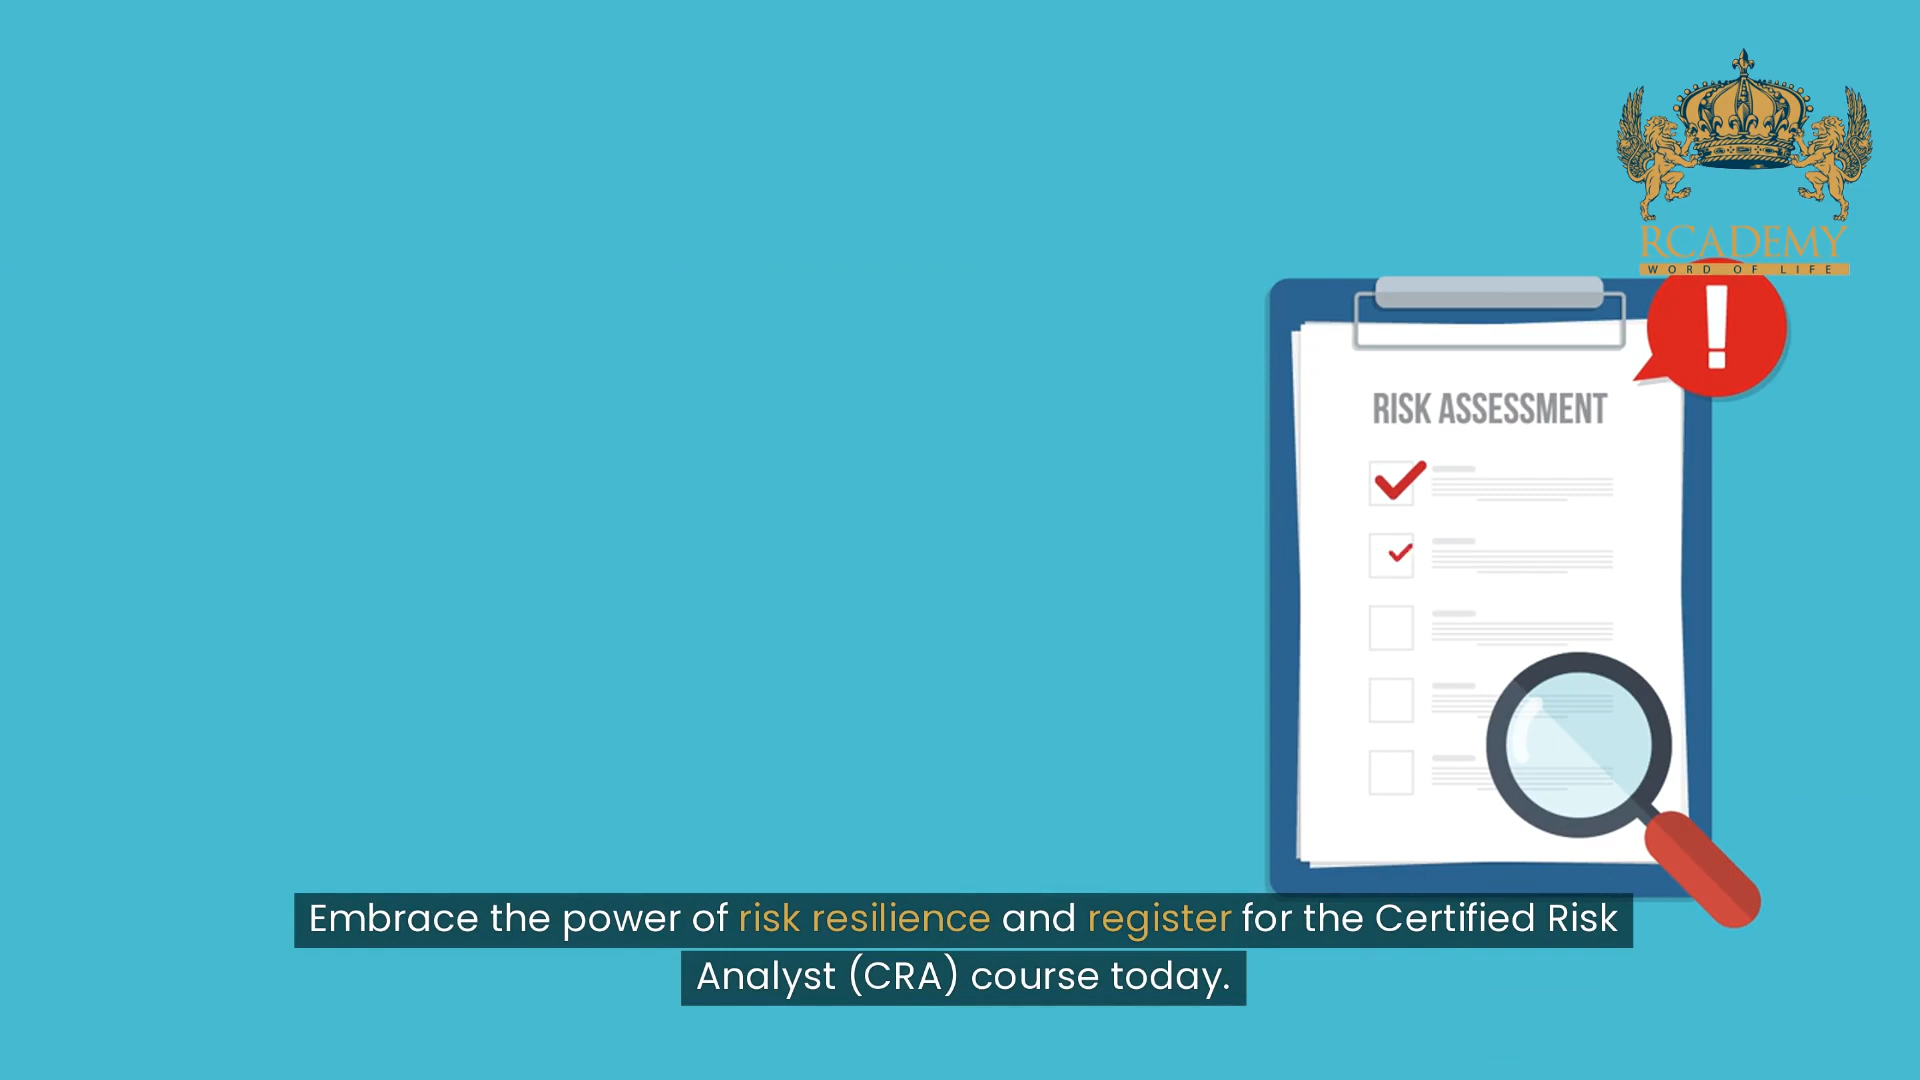 RCADEMY
WORD OF LIFE
!
RISK ASSESSMENT
Embrace the power of risk resilience and register for the Certified Risk
Analyst (CRA) course today.